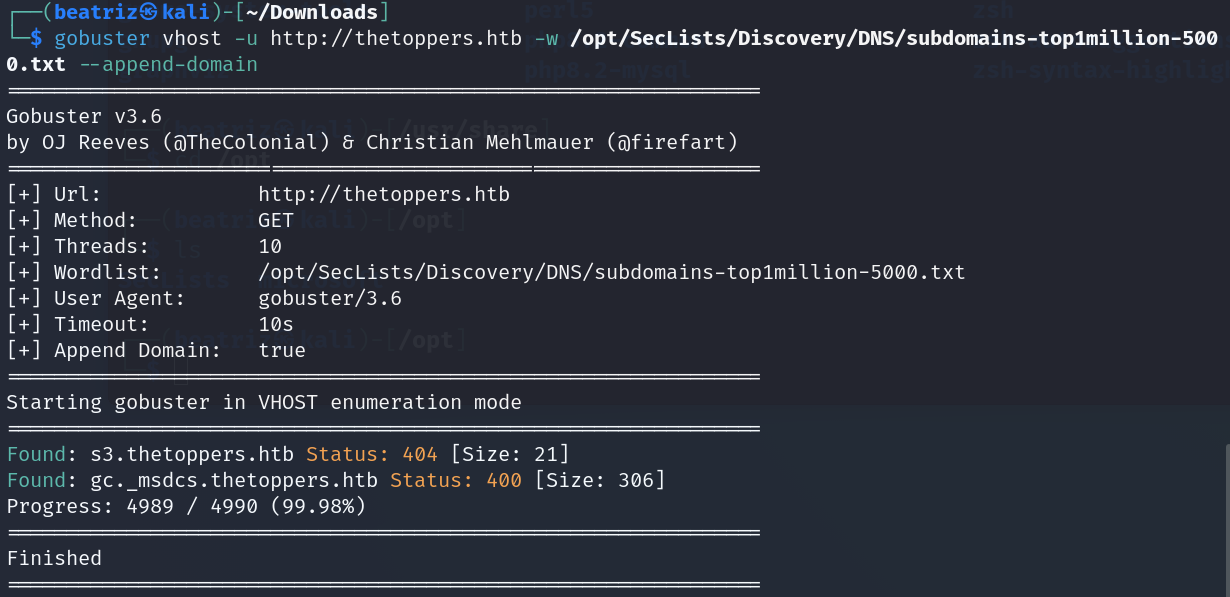 ┌──(beatriz㉿kali)-[~/Downloads]
└─$ gobuster vhost -u http://thetoppers.htb -w /opt/SecLists/Discovery/DNS/subdomains-top1million-500
0.txt --append-domain
===============================================================
Gobuster v3.6
by OJ Reeves (@TheColonial) & Christian Mehlmauer (@firefart)
===============================================================
[+] Url:             http://thetoppers.htb
[+] Method:          GET
[+] Threads:         10
[+] Wordlist:        /opt/SecLists/Discovery/DNS/subdomains-top1million-5000.txt
[+] User Agent:      gobuster/3.6
[+] Timeout:         10s
[+] Append Domain:   true
===============================================================
Starting gobuster in VHOST enumeration mode
===============================================================
Found: s3.thetoppers.htb Status: 404 [Size: 21]
Found: gc._msdcs.thetoppers.htb Status: 400 [Size: 306]
Progress: 4989 / 4990 (99.98%)
===============================================================
Finished
===============================================================